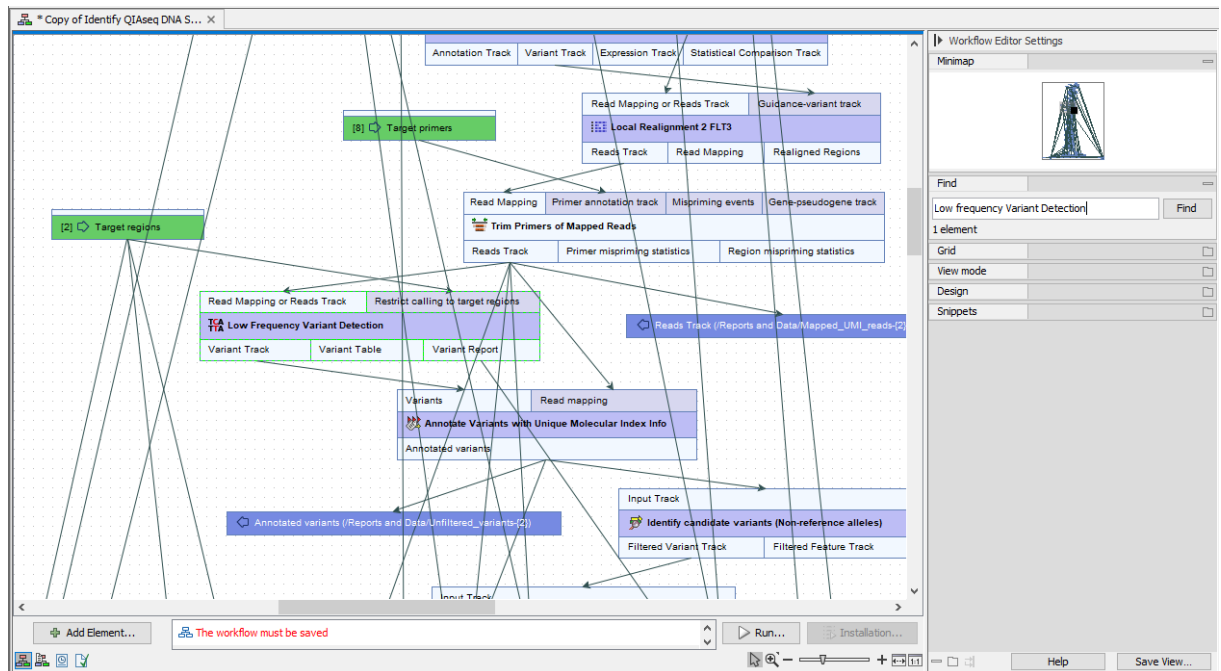 * Copy of Identify QIAseq DNA S...
Annotation Track Variant Track Expression Track Statistical Comparison Track
Read Mapping or Reads Track Guidance-variant track
Local Realignment 2 FLT3
Reads Track Read Mapping Realigned Regions
[8] Target primers
Read Mapping Primer annotation track Mispriming events Gene-pseudogene track
Trim Primers of Mapped Reads
Reads Track Primer mispriming statistics Region mispriming statistics
[2] Target regions
Read Mapping or Reads Track Restrict calling to target regions
Low Frequency Variant Detection
Variant Track Variant Table Variant Report
Reads Track (/Reports and Data/Mapped_UMI_reads-{2})
Variants Read mapping
Annotate Variants with Unique Molecular Index Info
Annotated variants
Input Track
Annotated variants (/Reports and Data/Unfiltered_variants-{2})
Identify candidate variants (Non-reference alleles)
Filtered Variant Track Filtered Feature Track
Input Track
Add Element...
The workflow must be saved
Run...
Installation...
Workflow Editor Settings
Minimap
Find
Low frequency Variant Detection
Find
1 element
Grid
View mode
Design
Snippets
1:1
Help
Save View...